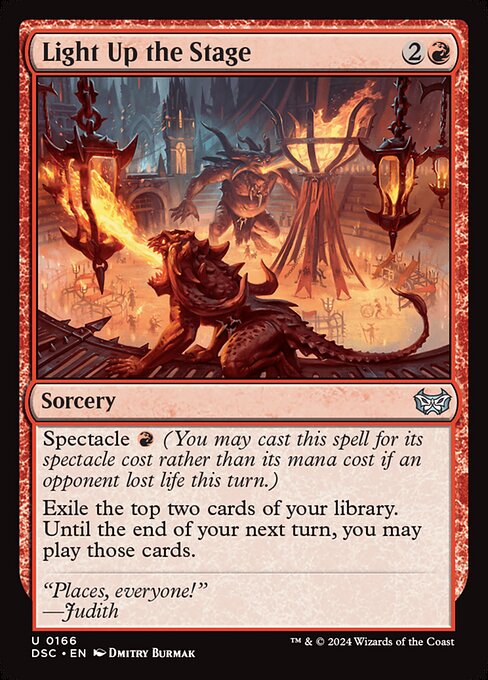 Light Up the Stage 2
Sorcery
Spectacle (You may cast this spell for its
spectacle cost rather than its mana cost if an
opponent lost life this turn.)
Exile the top two cards of your library.
Until the end of your next turn, you may
play those cards.
“Places, everyone!”
—Judith
U 0166
DSC • EN Dmitry Burmak
™ & © 2024 Wizards of the Coast